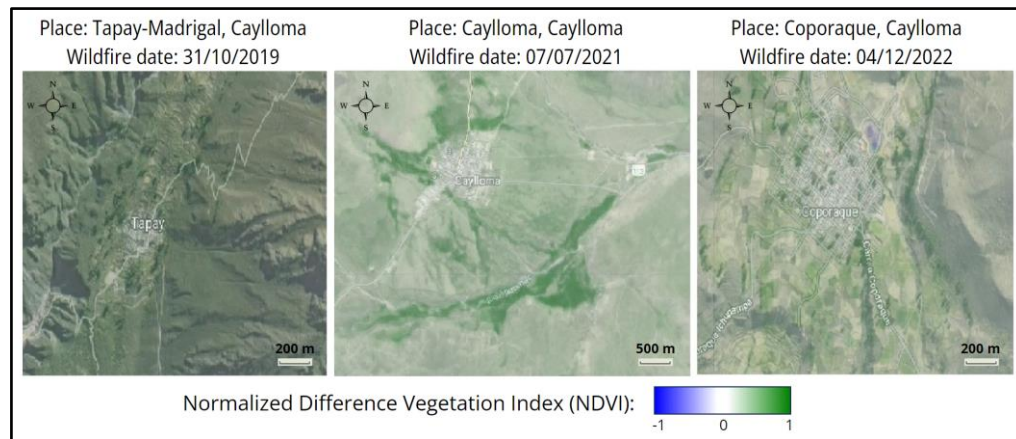 Place: Tapay-Madrigal, Caylloma
Wildfire date: 31/10/2019
Place: Caylloma, Caylloma
Wildfire date: 07/07/2021
Place: Coporaque, Caylloma
Wildfire date: 04/12/2022
N
W E
S
Tapay
200 m
N
W E
S
Caylloma
500 m
N
W E
S
Coporaque
200 m
Normalized Difference Vegetation Index (NDVI):
-1 0 1